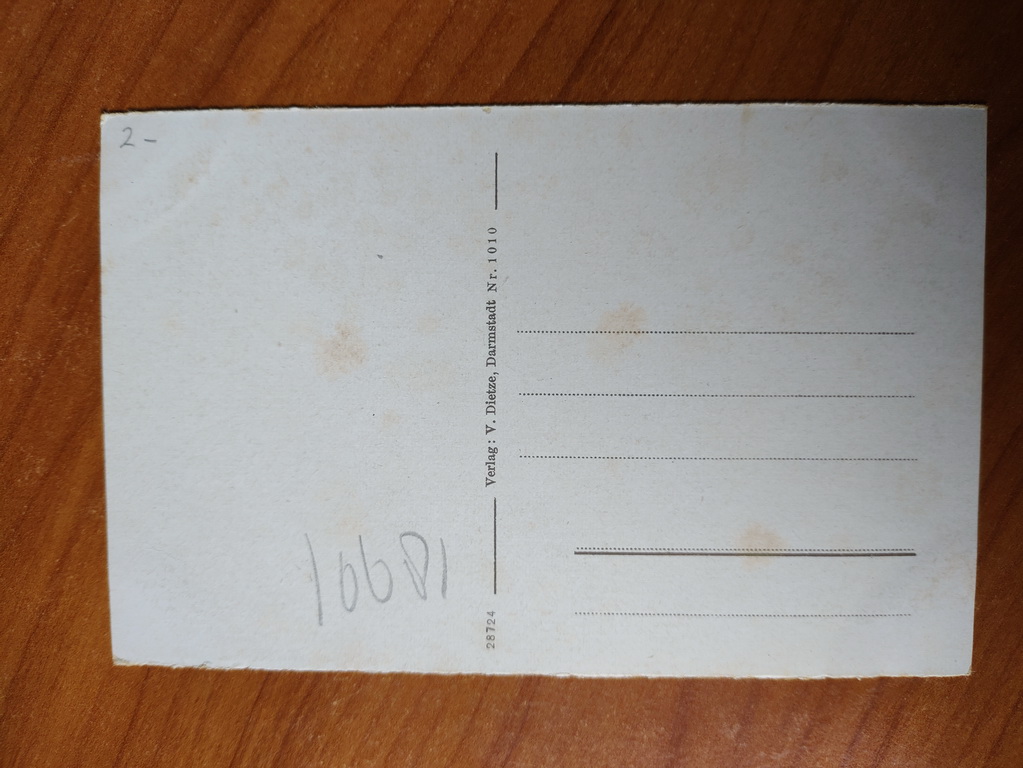 2 -
Verlag: V. Dietze, Darmstadt Nr. 1010
10681
28724